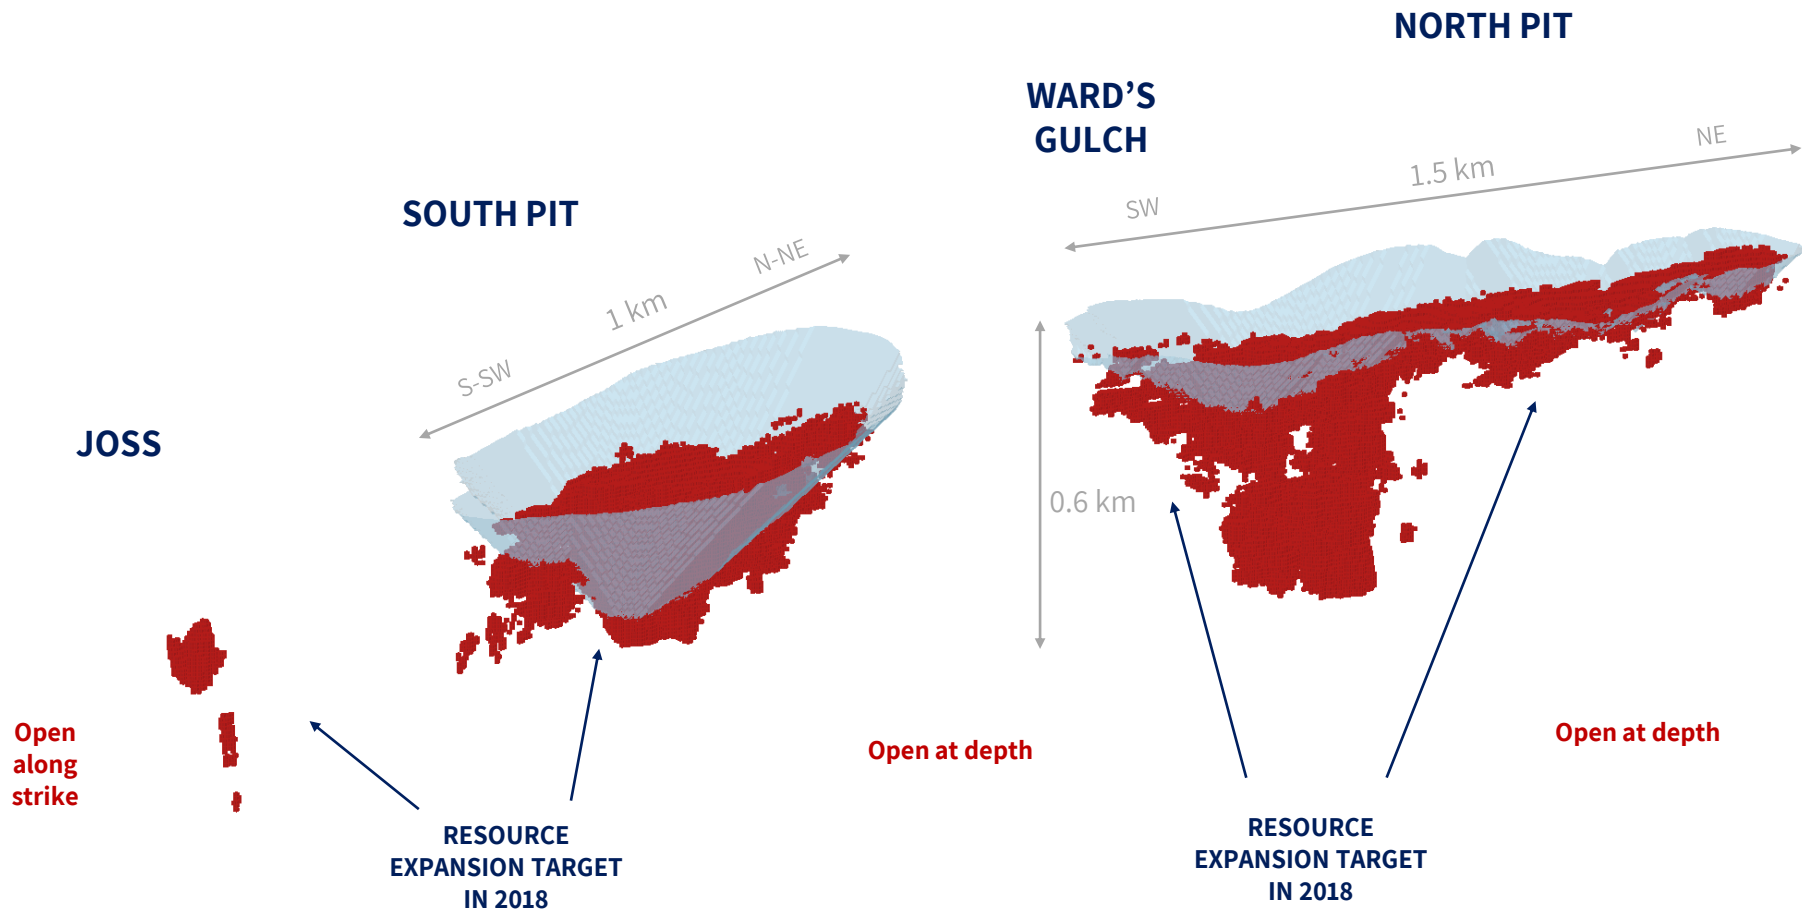 NORTH PIT
WARD’S
GULCH
NE
1.5 km
SW
SOUTH PIT
N-NE
1 km
S-SW
JOSS
0.6 km
Open
along
strike
Open at depth
Open at depth
RESOURCE
EXPANSION TARGET
IN 2018
RESOURCE
EXPANSION TARGET
IN 2018